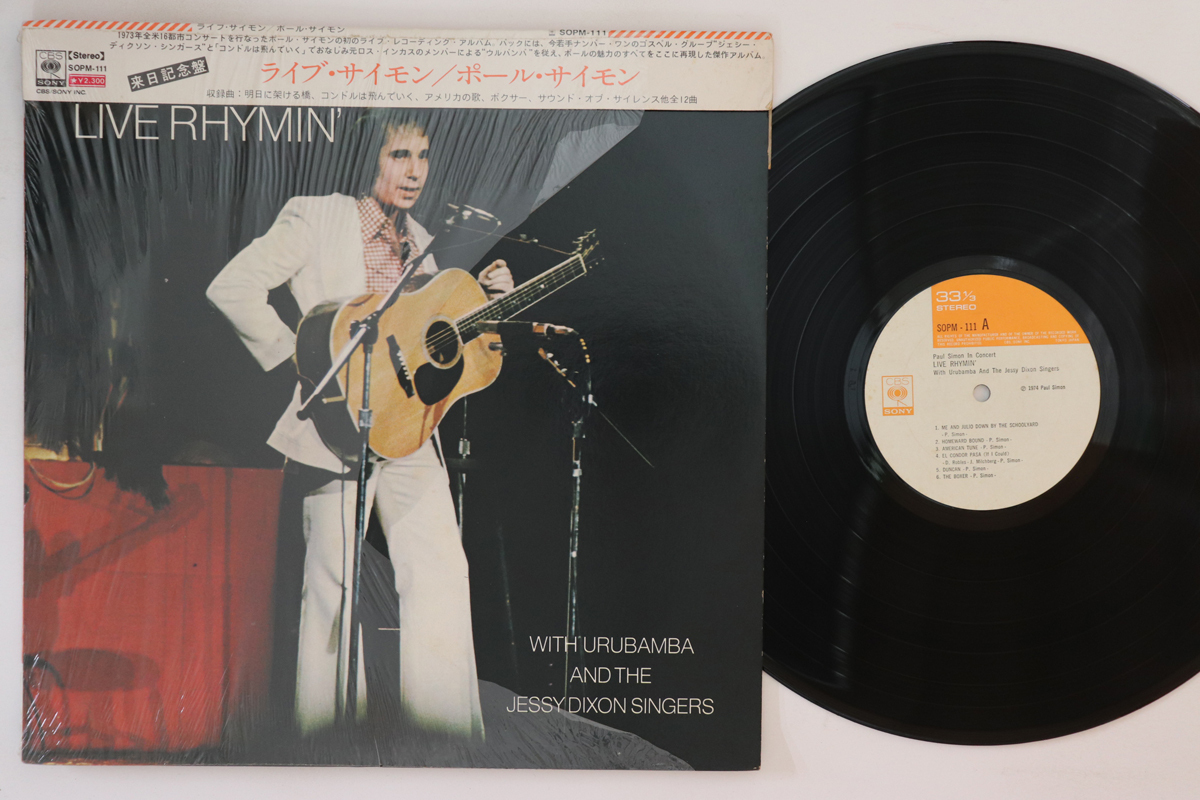 ライブ・サイモン/ポール・サイモン
SOPM-111
1973年全米16都市コンサートを行なったポール・サイモンの初のライブ・レコーディング・アルバム。バックには、今若手ナンバー・ワンのゴスペル・グループ"ジェシー・
ディクソン・シンガーズ"と「コンドルは飛んでいく」でおなじみ元ロス・インカスのメンバーによる"ウルバンバ"を従え、ポールの魅力のすべてをここに再現した傑作アルバム。
CBS
SONY
CBS/SONY INC.
【Stereo】
SOPM-111
★¥2,300
来日記念盤
ライブ・サイモン/ポール・サイモン
収録曲:明日に架ける橋、コンドルは飛んでいく、アメリカの歌、ボクサー、サウンド・オブ・サイレンス他全12曲
LIVE RHYMIN'
WITH URUBAMBA
AND THE
JESSY DIXON SINGERS
33⅓
STEREO
SOPM-111 A
Paul Simon In Concert
LIVE RHYMIN'
With Urubamba And The Jessy Dixon Singers
℗ 1974 Paul Simon
CBS
SONY
1. ME AND JULIO DOWN BY THE SCHOOLYARD
-P. Simon-
2. HOMEWARD BOUND -P. Simon-
3. AMERICAN TUNE -P. Simon-
4. EL CONDOR PASA (If I Could)
5. DUNCAN -P. Simon-
6. THE BOXER -P. Simon-